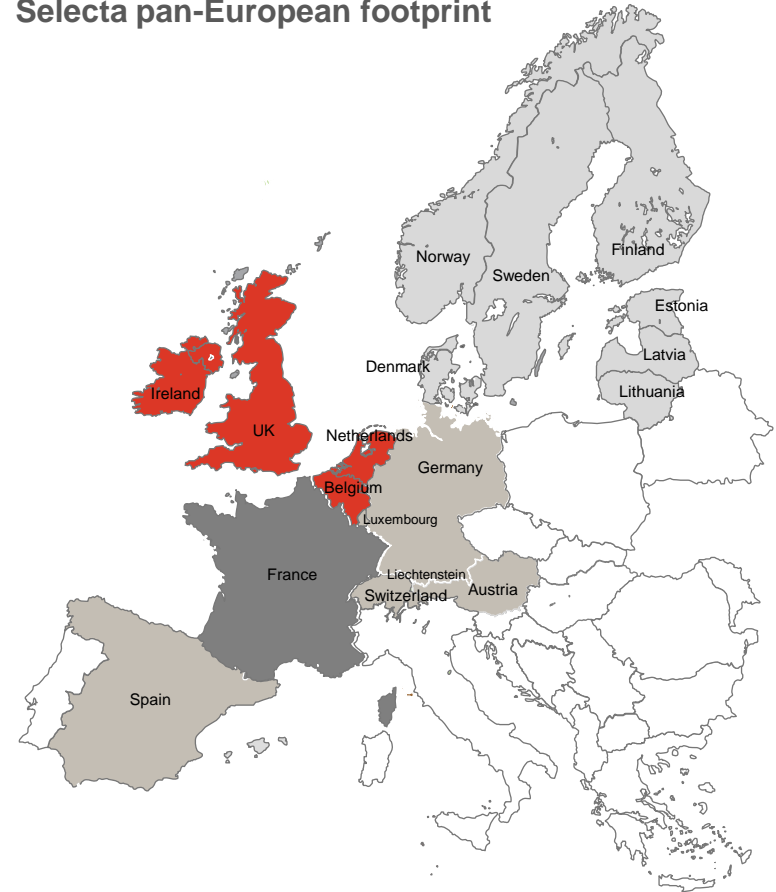 Selecta pan-European footprint
Norway
Finland
Sweden
Estonia
Latvia
Denmark
Lithuania
Ireland
UK
Netherlands
Germany
Belgium
Luxembourg
France
Liechtenstein
Switzerland
Austria
Spain